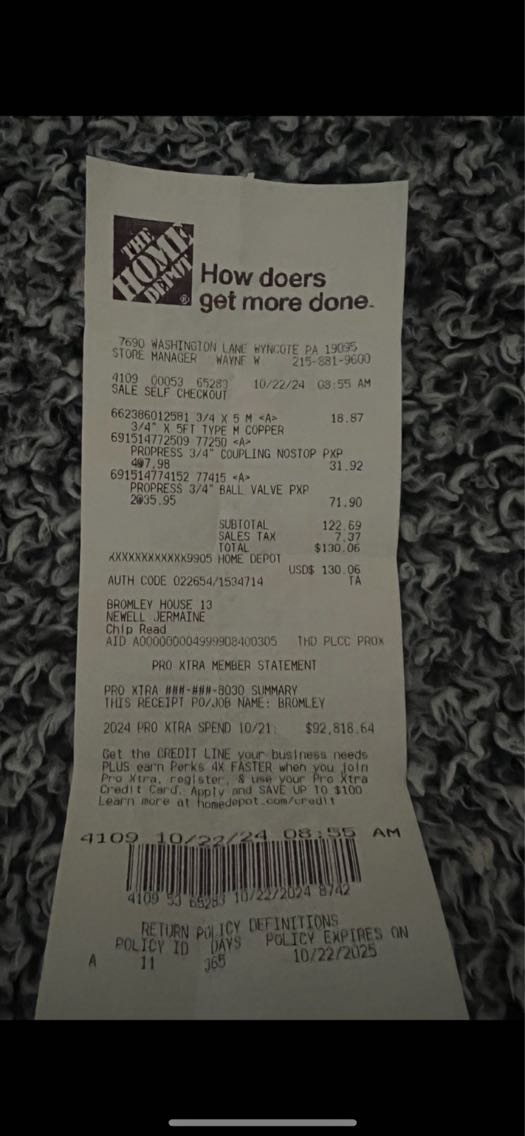 THE
HOME
DEPOT
How doers
get more done.
7690 WASHINGTON LANE WYNCOTE PA 19095
STORE MANAGER WAYNE W 215-881-9600
4109 00053 65283 10/22/24 08:55 AM
SALE SELF CHECKOUT
662386012581 3/4 X 5 M <A> 18.87
3/4" X 5FT TYPE M COPPER
691514772509 77250 <A>
PROPRESS 3/4" COUPLING NOSTOP PXP
4@7.98 31.92
691514774152 77415 <A>
PROPRESS 3/4" BALL VALVE PXP
2@35.95 71.90
SUBTOTAL 122.69
SALES TAX 7.37
TOTAL $130.06
XXXXXXXXXXXX9905 HOME DEPOT
USD$ 130.06
AUTH CODE 022654/1534714 TA
BROMLEY HOUSE 13
NEWELL JERMAINE
Chip Read
AID A0000000049999D8400305 THD PLCC PROX
PRO XTRA MEMBER STATEMENT
PRO XTRA ###-###-8030 SUMMARY
THIS RECEIPT PO/JOB NAME: BROMLEY
2024 PRO XTRA SPEND 10/21: $92,818.64
Get the CREDIT LINE your business needs
PLUS earn Perks 4X FASTER when you join
Pro Xtra, register, & use your Pro Xtra
Credit Card. Apply and SAVE UP TO $100
Learn more at homedepot.com/credit
4109 10/22/24 08:55 AM
4109 53 65283 10/22/2024 8742
RETURN POLICY DEFINITIONS
POLICY ID DAYS POLICY EXPIRES ON
A 11 365 10/22/2025